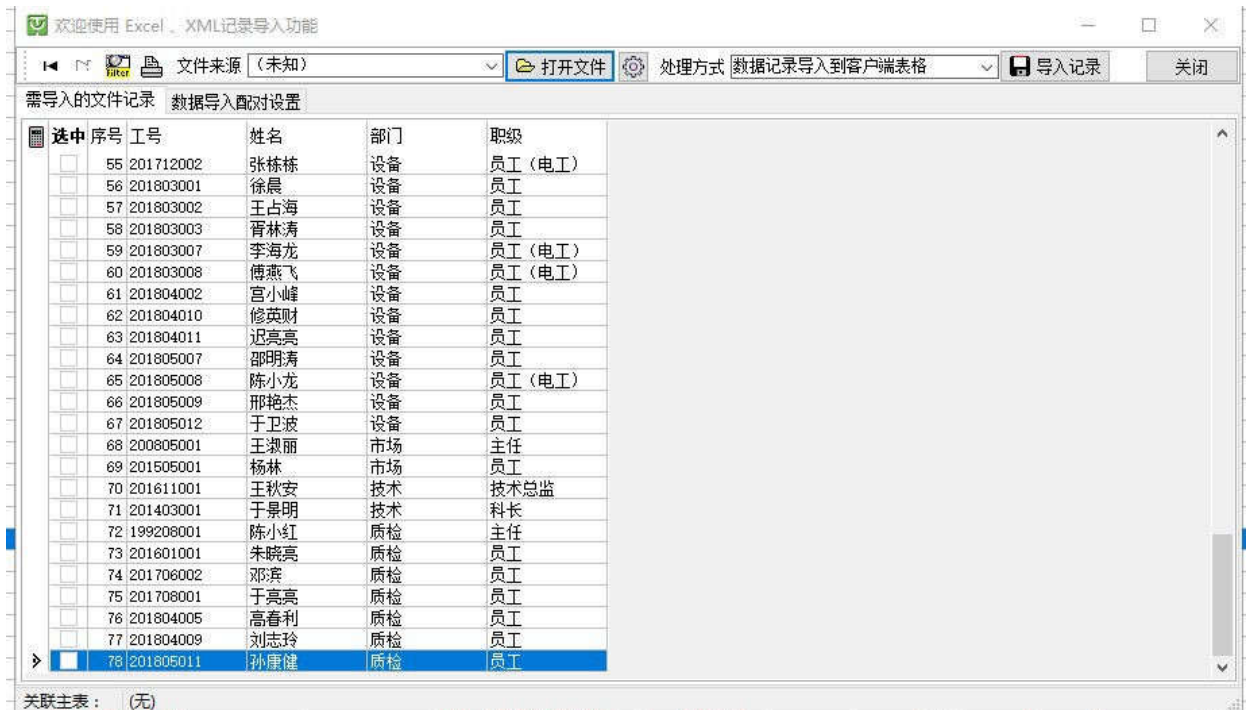 欢迎使用 Excel 、XML记录导入功能
Filter 文件来源 (未知) 打开文件 处理方式 数据记录导入到客户端表格 导入记录 关闭
需导入的文件记录 数据导入配对设置
选中 序号 工号 姓名 部门 职级
55 201712002 张栋栋 设备 员工（电工）
56 201803001 徐晨 设备 员工
57 201803002 王占海 设备 员工
58 201803003 胥林涛 设备 员工
59 201803007 李海龙 设备 员工（电工）
60 201803008 傅燕飞 设备 员工（电工）
61 201804002 宫小峰 设备 员工
62 201804010 修英财 设备 员工
63 201804011 迟亮亮 设备 员工
64 201805007 邵明涛 设备 员工
65 201805008 陈小龙 设备 员工（电工）
66 201805009 邢艳杰 设备 员工
67 201805012 于卫波 设备 员工
68 200805001 王淑丽 市场 主任
69 201505001 杨林 市场 员工
70 201611001 王秋安 技术 技术总监
71 201403001 于景明 技术 科长
72 199208001 陈小红 质检 主任
73 201601001 朱晓亮 质检 员工
74 201706002 邓滨 质检 员工
75 201708001 于亮亮 质检 员工
76 201804005 高春利 质检 员工
77 201804009 刘志玲 质检 员工
78 201805011 孙康健 质检 员工
关联主表： (无)